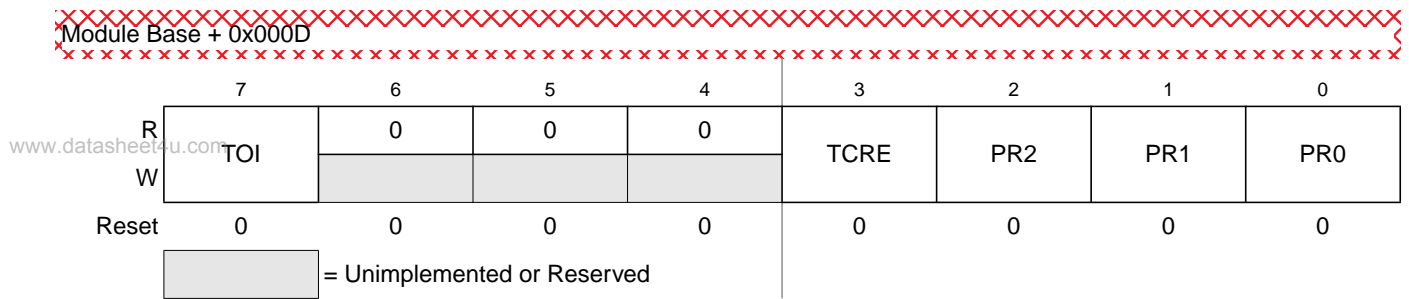 Module Base + 0x000D
7 6 5 4 3 2 1 0
R 0 0 0
www.datasheet4u.com TOI TCRE PR2 PR1 PR0
W
Reset 0 0 0 0 0 0 0 0
= Unimplemented or Reserved